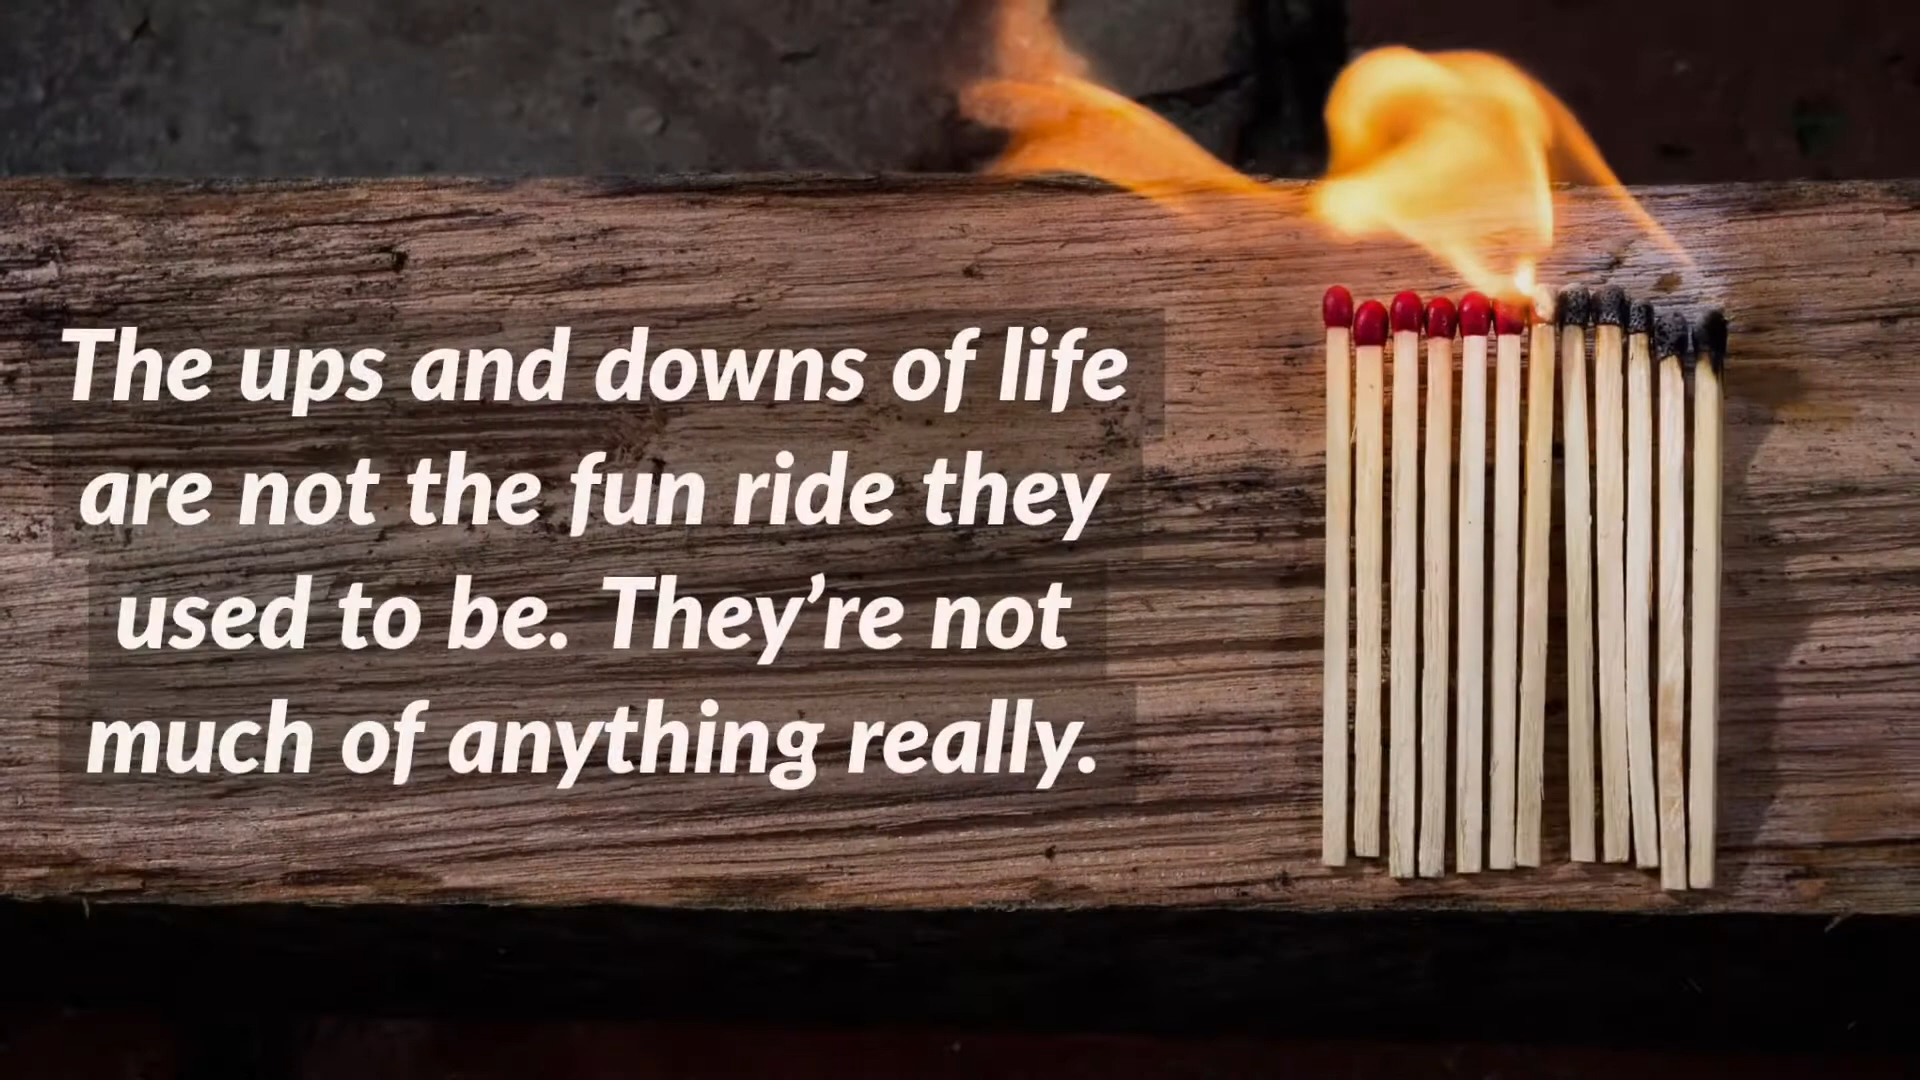 The ups and downs of life
are not the fun ride they
used to be. They’re not
much of anything really.